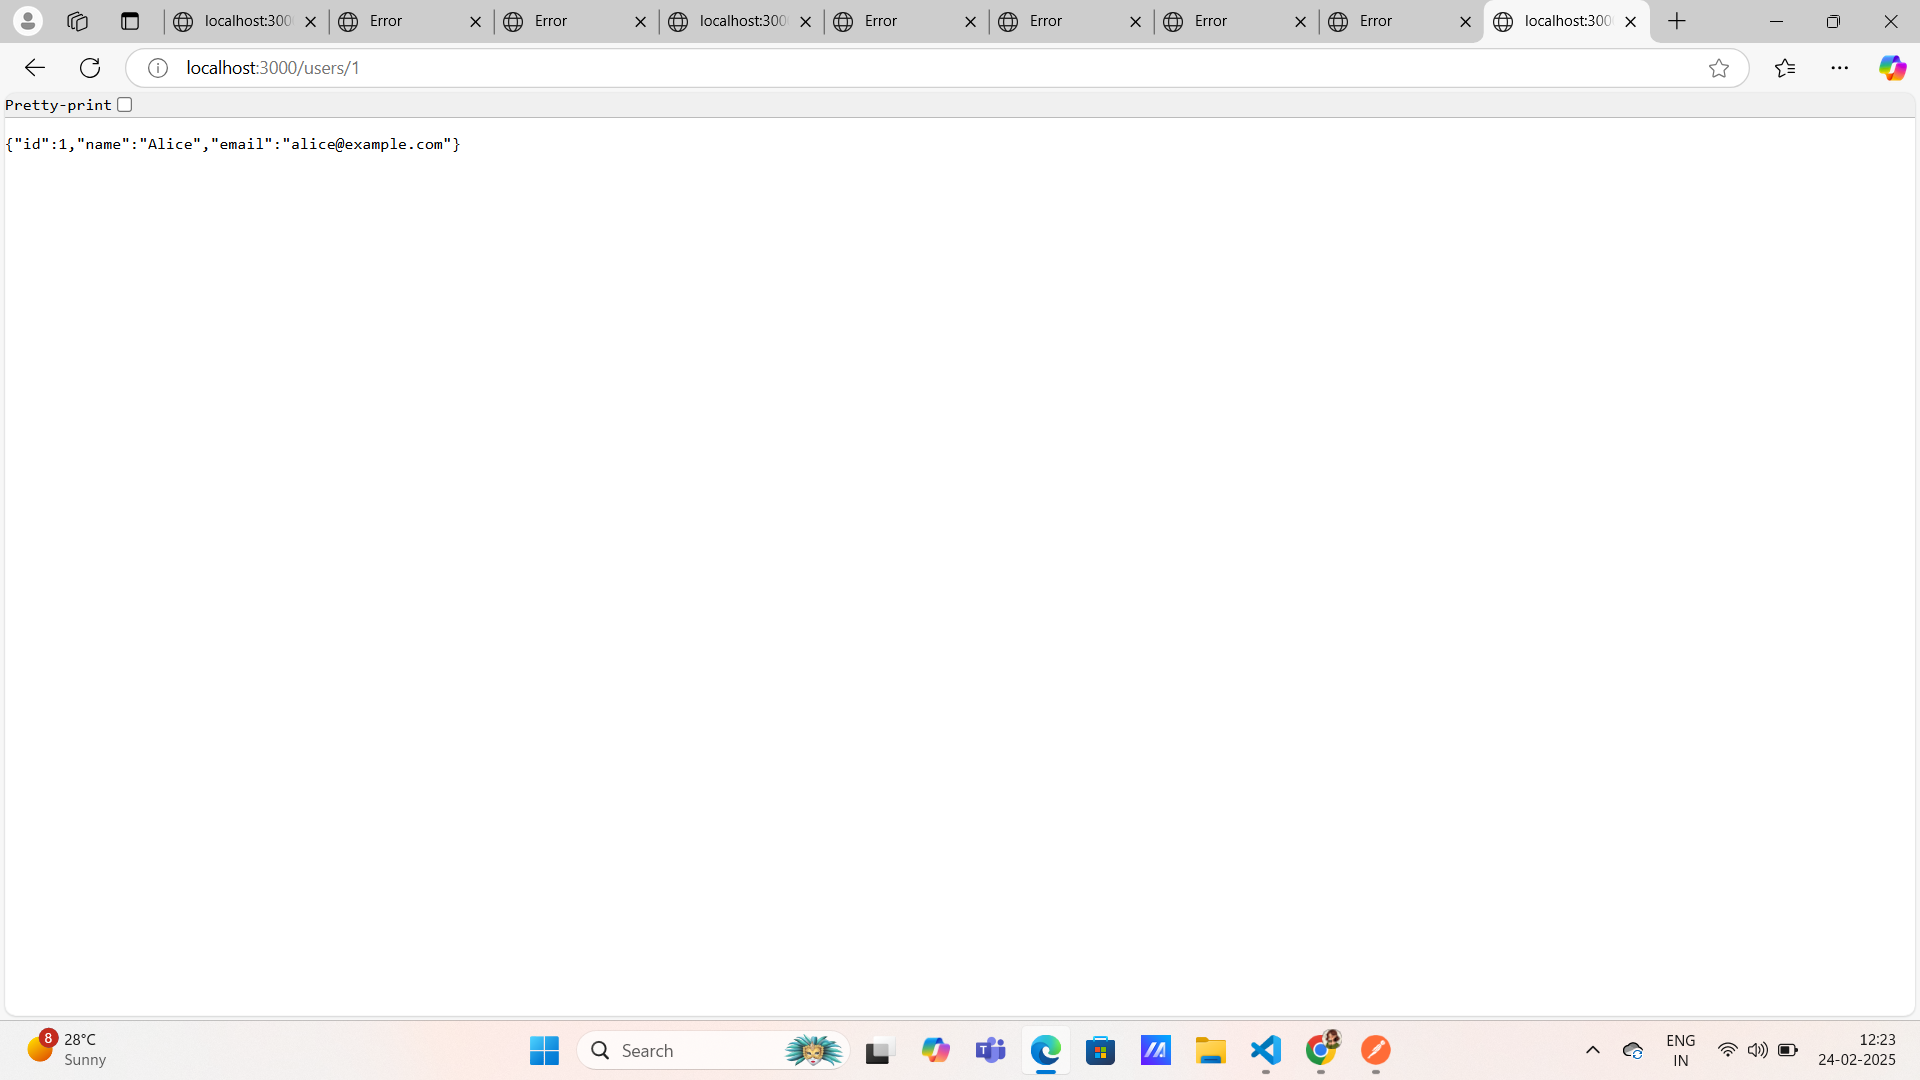 localhost:300
Error
Error
localhost:300
Error
Error
Error
Error
localhost:300
localhost:3000/users/1
Pretty-print
{"id":1,"name":"Alice","email":"alice@example.com"}
8
28°C
Sunny
Search
ENG
IN
12:23
24-02-2025